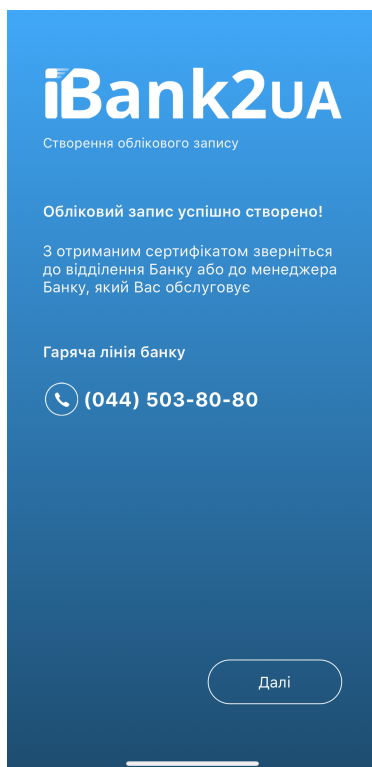 iBank2UA
Створення облікового запису
Обліковий запис успішно створено!
З отриманим сертифікатом зверніться
до відділення Банку або до менеджера
Банку, який Вас обслуговує
Гаряча лінія банку
(044) 503-80-80
Далі